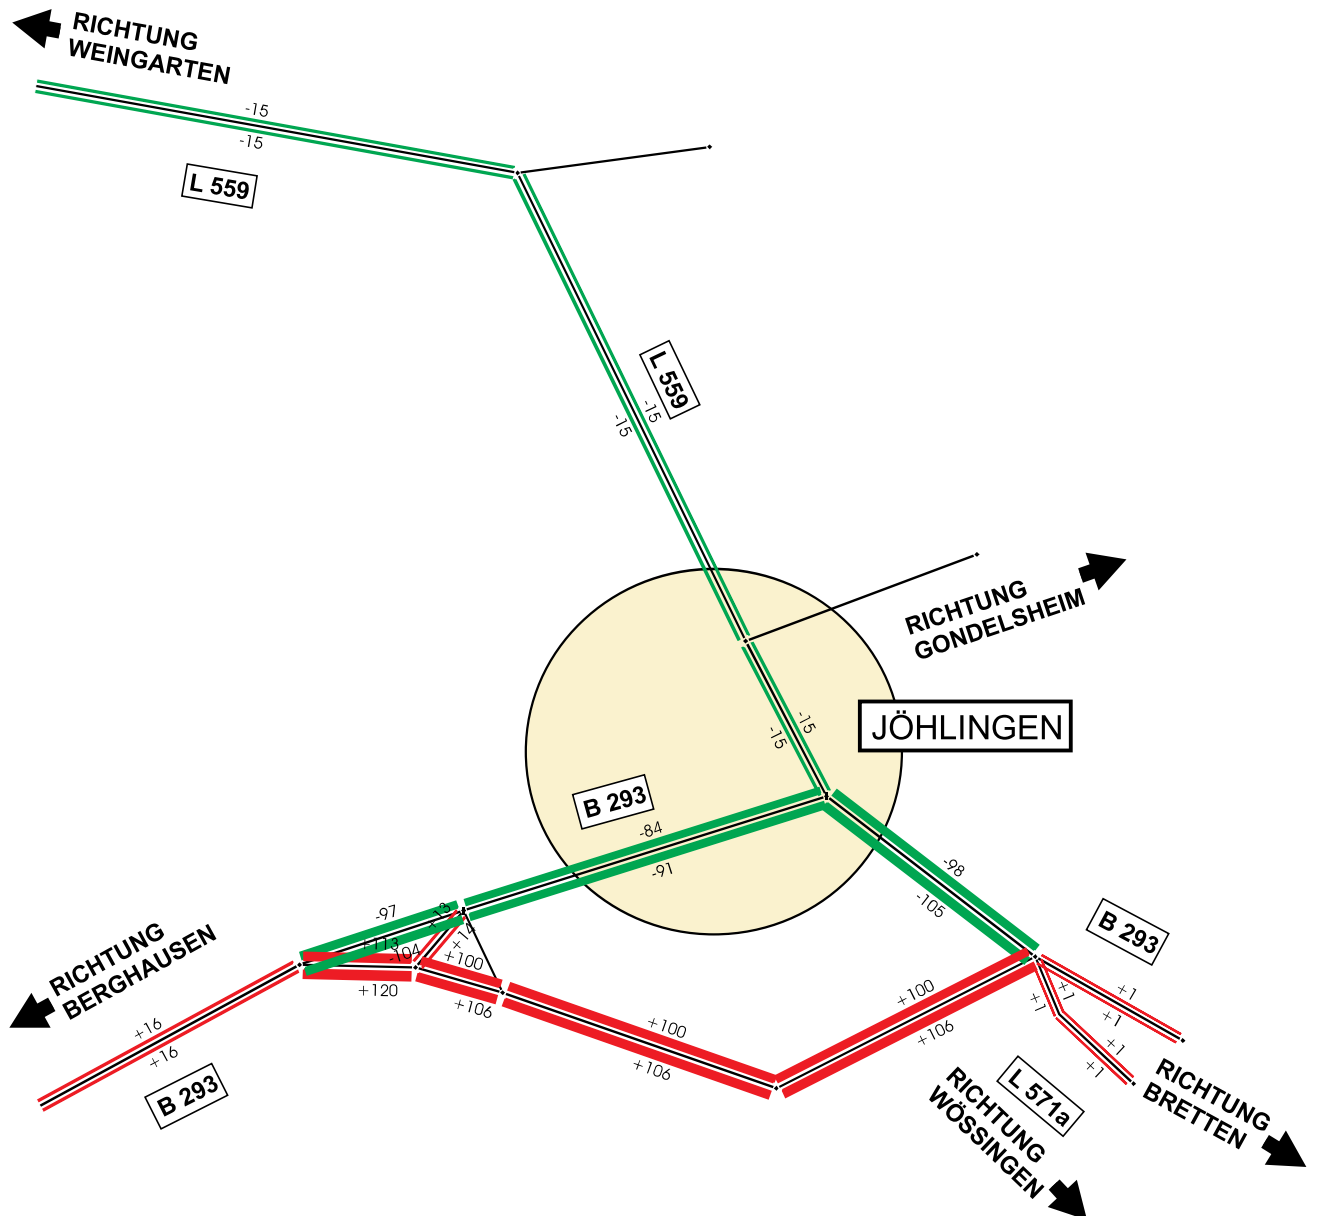 RICHTUNG
WEINGARTEN
-15
-15
L 559
L 559
-15
-15
RICHTUNG
GONDELSHEIM
JÖHLINGEN
-15
-15
B 293
-84
-91
-98
-105
B 293
-97
+13
+14
+113
-104
+100
+120
+106
RICHTUNG
BERGHAUSEN
+16
+16
B 293
+100
+106
+100
+106
+1
+1
+1
+1
+1
+1
L 571a
RICHTUNG
WÖSSINGEN
RICHTUNG
BRETTEN